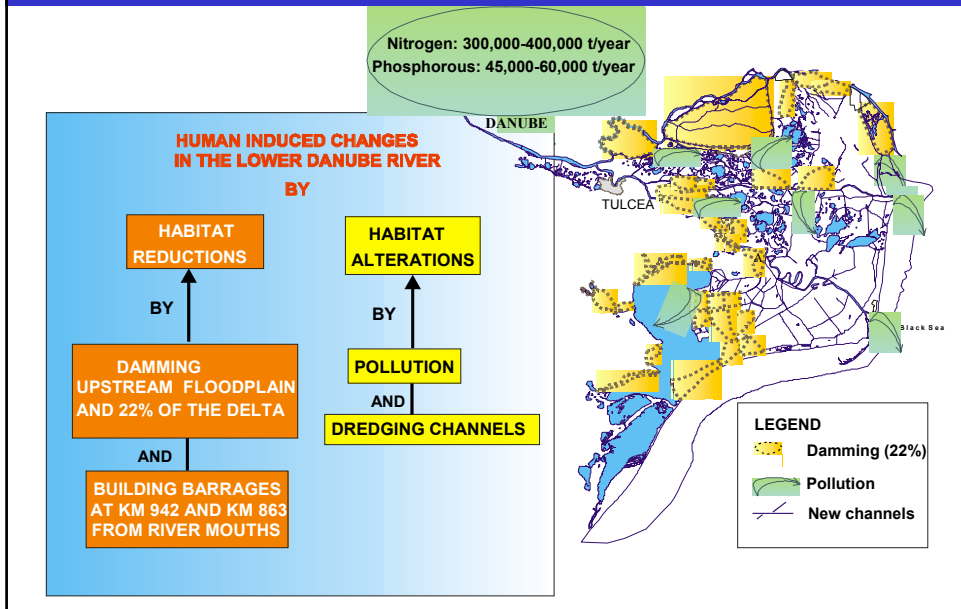 Nitrogen: 300,000-400,000 t/year
Phosphorous: 45,000-60,000 t/year
DANUBE
HUMAN INDUCED CHANGES
IN THE LOWER DANUBE RIVER
BY
HABITAT
REDUCTIONS
BY
DAMMING
UPSTREAM FLOODPLAIN
AND 22% OF THE DELTA
AND
BUILDING BARRAGES
AT KM 942 AND KM 863
FROM RIVER MOUTHS
HABITAT
ALTERATIONS
BY
POLLUTION
AND
DREDGING CHANNELS
TULCEA
Black Sea
LEGEND
Damming (22%)
Pollution
New channels